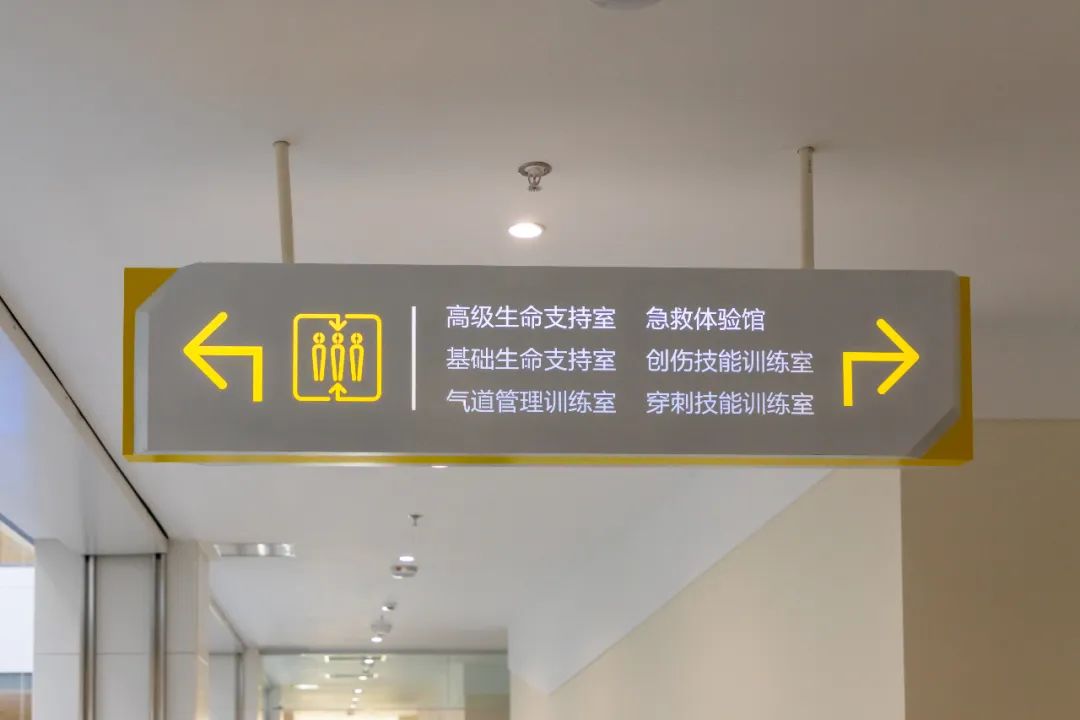 高级生命支持室 急救体验馆
基础生命支持室 创伤技能训练室
气道管理训练室 穿刺技能训练室